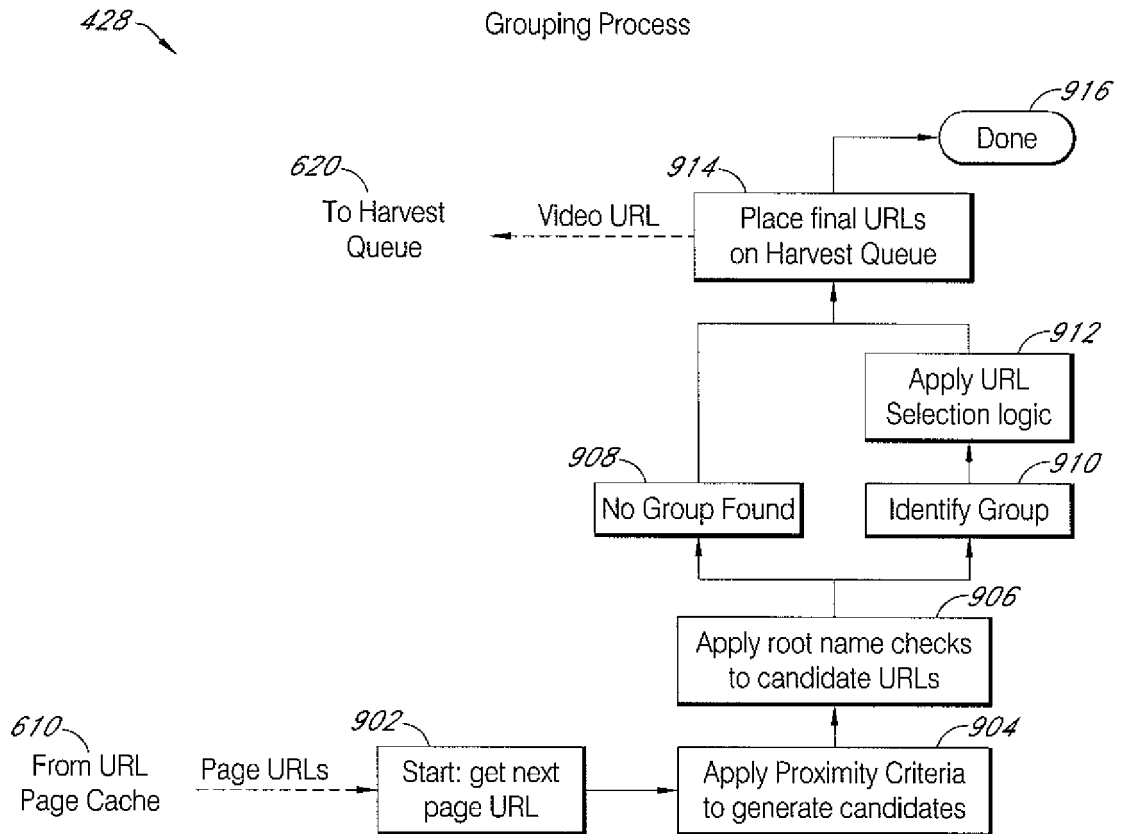 428
Grouping Process
916
Done
620
To Harvest
Queue
Video URL
914
Place final URLs
on Harvest Queue
912
Apply URL
Selection logic
908
No Group Found
910
Identify Group
906
Apply root name checks
to candidate URLs
610
From URL
Page Cache
Page URLs
902
Start: get next
page URL
904
Apply Proximity Criteria
to generate candidates